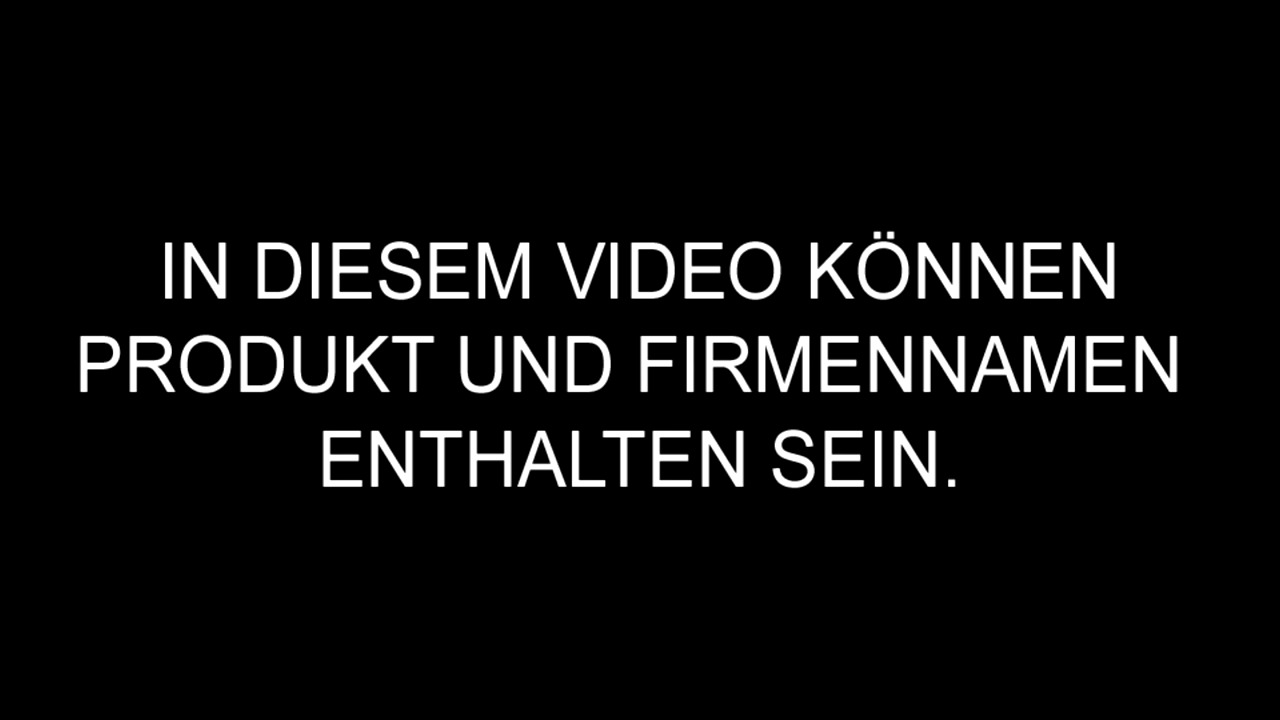 IN DIESEM VIDEO KÖNNEN
PRODUKT UND FIRMENNAMEN
ENTHALTEN SEIN.